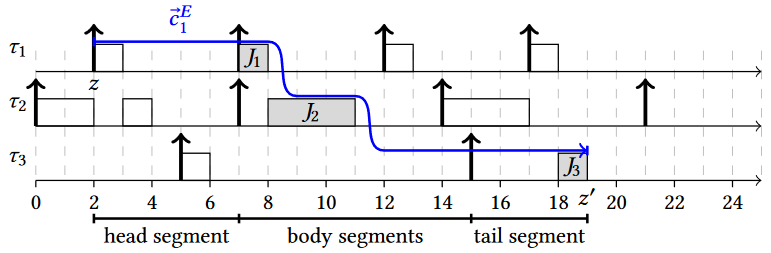 c⃗₁ᴱ
τ₁ J₁
z
τ₂ J₂
τ₃ J₃
0 2 4 6 8 10 12 14 16 18 z′ 20 22 24
head segment body segments tail segment